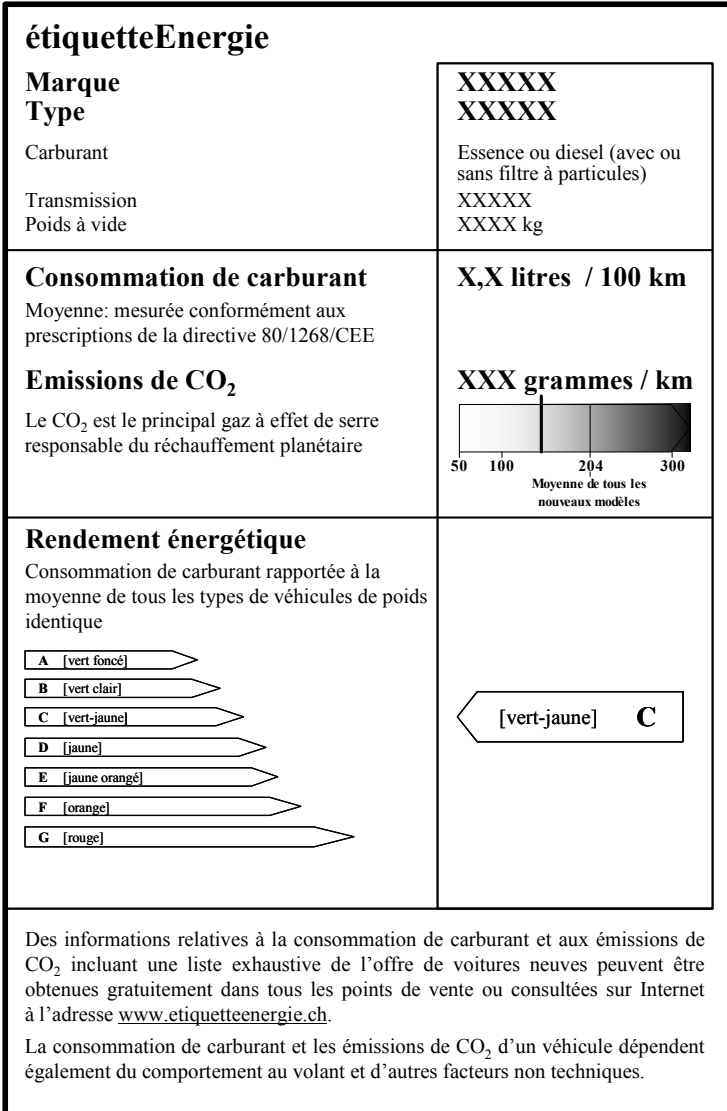 étiquetteEnergie
Marque XXXXX
Type XXXXX
Carburant Essence ou diesel (avec ou
sans filtre à particules)
Transmission XXXXX
Poids à vide XXXX kg
Consommation de carburant X,X litres / 100 km
Moyenne: mesurée conformément aux
prescriptions de la directive 80/1268/CEE
Emissions de CO₂ XXX grammes / km
Le CO₂ est le principal gaz à effet de serre
responsable du réchauffement planétaire
50 100 204 300
Moyenne de tous les
nouveaux modèles
Rendement énergétique
Consommation de carburant rapportée à la
moyenne de tous les types de véhicules de poids
identique
A [vert foncé]
B [vert clair]
C [vert-jaune]
D [jaune]
E [jaune orangé]
F [orange]
G [rouge]
[vert-jaune] C
Des informations relatives à la consommation de carburant et aux émissions de
CO₂ incluant une liste exhaustive de l’offre de voitures neuves peuvent être
obtenues gratuitement dans tous les points de vente ou consultées sur Internet
à l’adresse www.etiquetteenergie.ch.
La consommation de carburant et les émissions de CO₂ d’un véhicule dépendent
également du comportement au volant et d’autres facteurs non techniques.